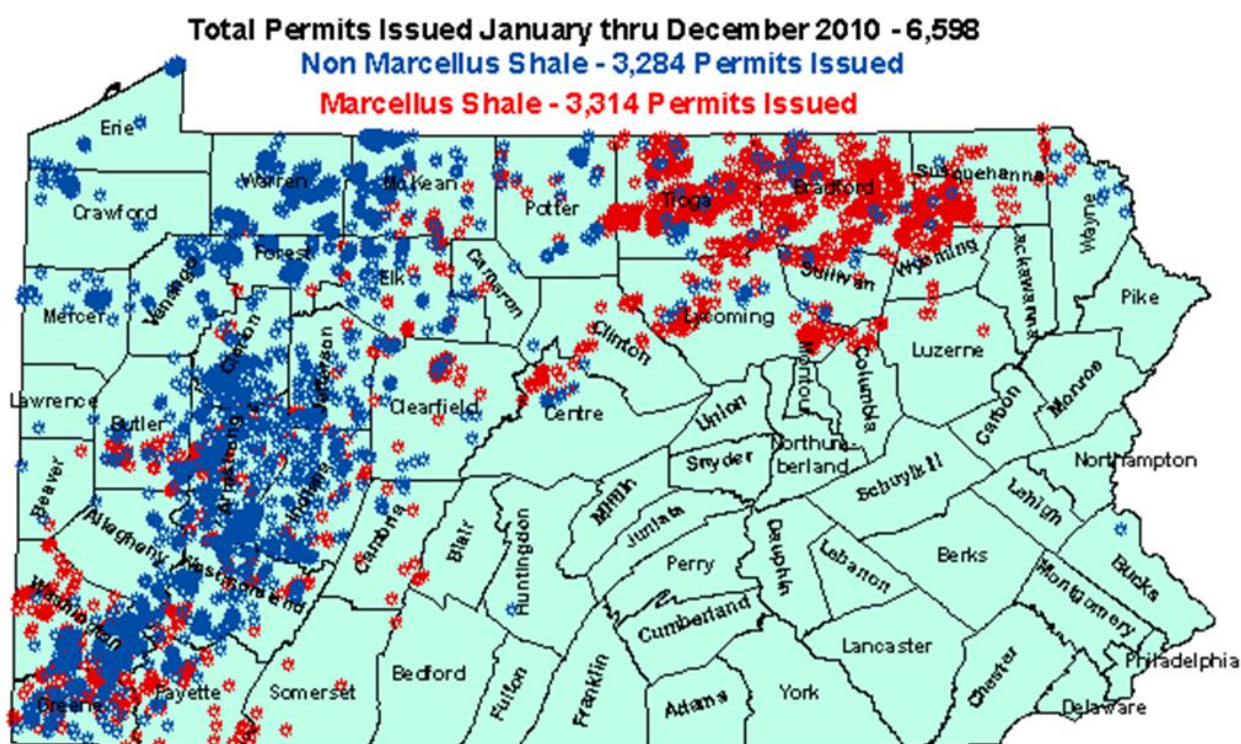 Total Permits Issued January thru December 2010 - 6,598
Non Marcellus Shale - 3,284 Permits Issued
Marcellus Shale - 3,314 Permits Issued
Erie
Crawford
Warren
McKean
Potter
Tioga
Bradford
Susquehanna
Wayne
Mercer
Venango
Forest
Elk
Cameron
Sullivan
Wyoming
ackawanna
Pike
Clarion
Jefferson
Clinton
Lycoming
Luzerne
Lawrence
Butler
Armstrong
Clearfield
Centre
Union
Montour
Columbia
Carbon
Monroe
Beaver
Indiana
Snyder
Northum-
berland
Schuylkill
Northampton
Lehigh
Allegheny
Westmoreland
Cambria
Blair
Huntingdon
Mifflin
Juniata
Perry
Dauphin
Lebanon
Berks
Bucks
Montgomery
Washington
Cumberland
Lancaster
Philadelphia
Greene
Fayette
Somerset
Bedford
Fulton
Franklin
Adams
York
Chester
Delaware